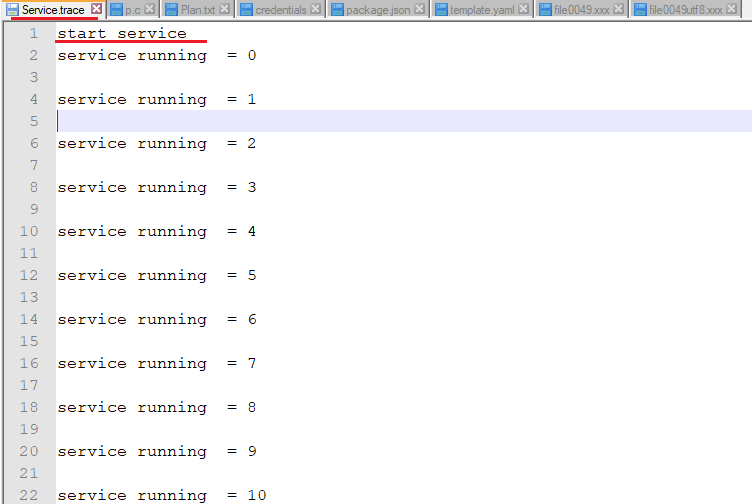 Service.trace p.c Plan.txt credentials package.json template.yaml file0049.xxx file0049utf8.xxx
1 start service
2 service running = 0
3
4 service running = 1
5
6 service running = 2
7
8 service running = 3
9
10 service running = 4
11
12 service running = 5
13
14 service running = 6
15
16 service running = 7
17
18 service running = 8
19
20 service running = 9
21
22 service running = 10